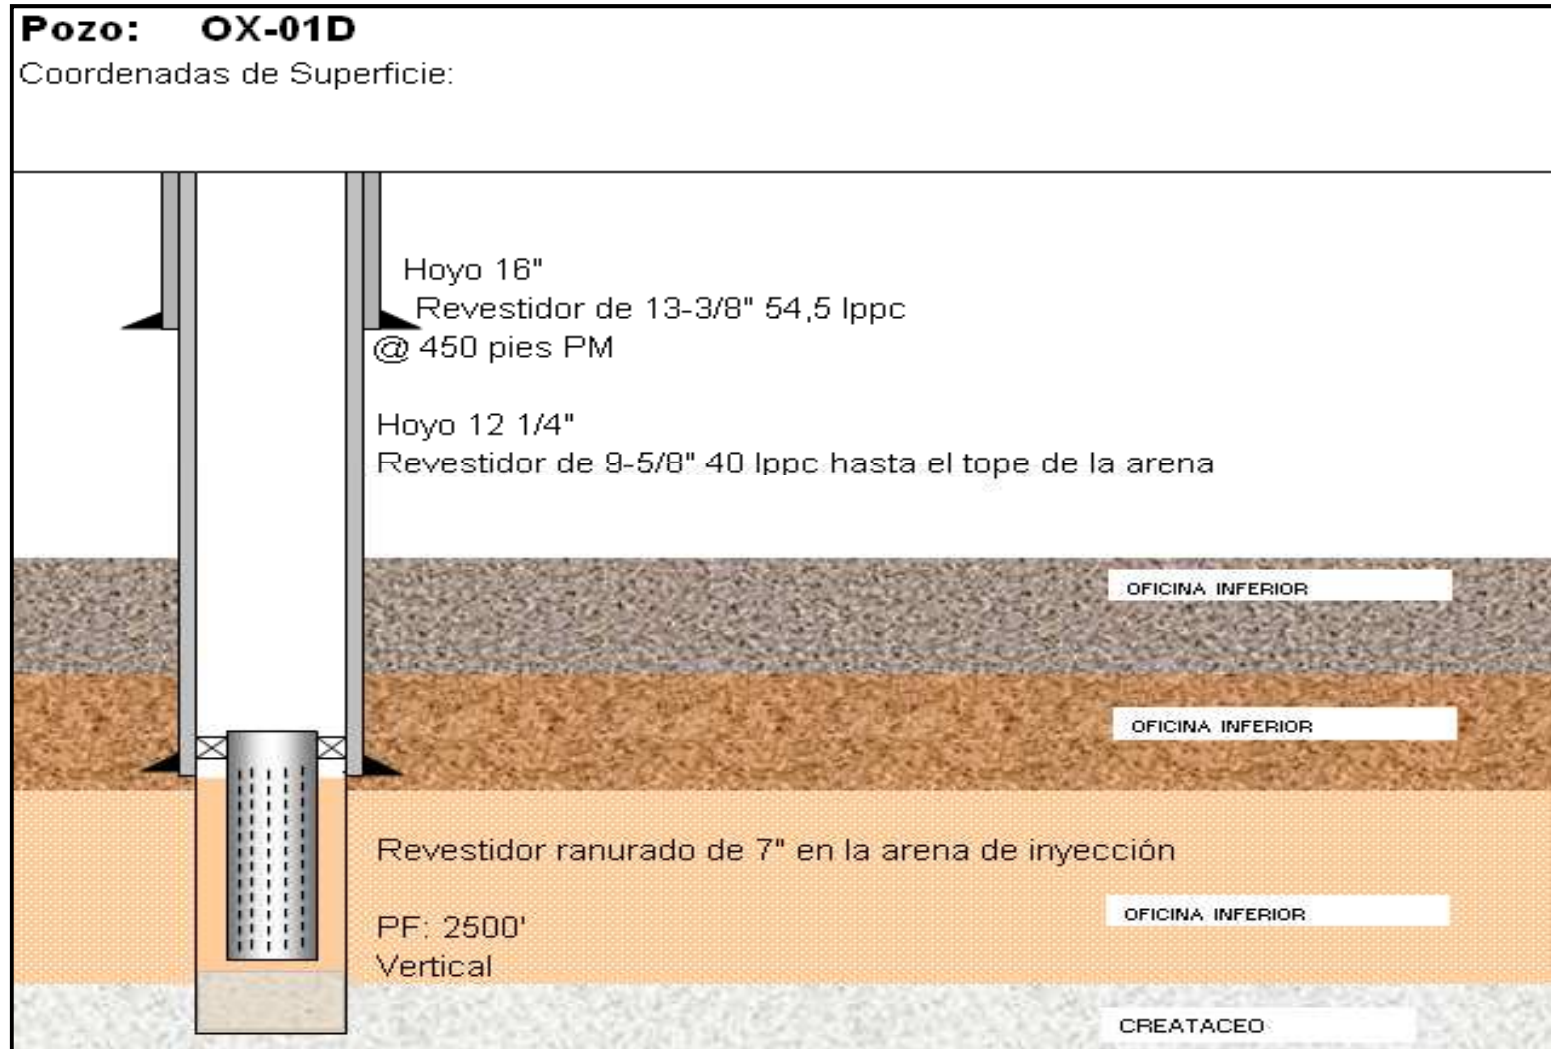 Pozo: OX-01D
Coordenadas de Superficie:
Hoyo 16"
Revestidor de 13-3/8" 54,5 lppc
@ 450 pies PM
Hoyo 12 1/4"
Revestidor de 9-5/8" 40 lppc hasta el tope de la arena
OFICINA INFERIOR
OFICINA INFERIOR
Revestidor ranurado de 7" en la arena de inyección
OFICINA INFERIOR
PF: 2500'
Vertical
CREATACEO